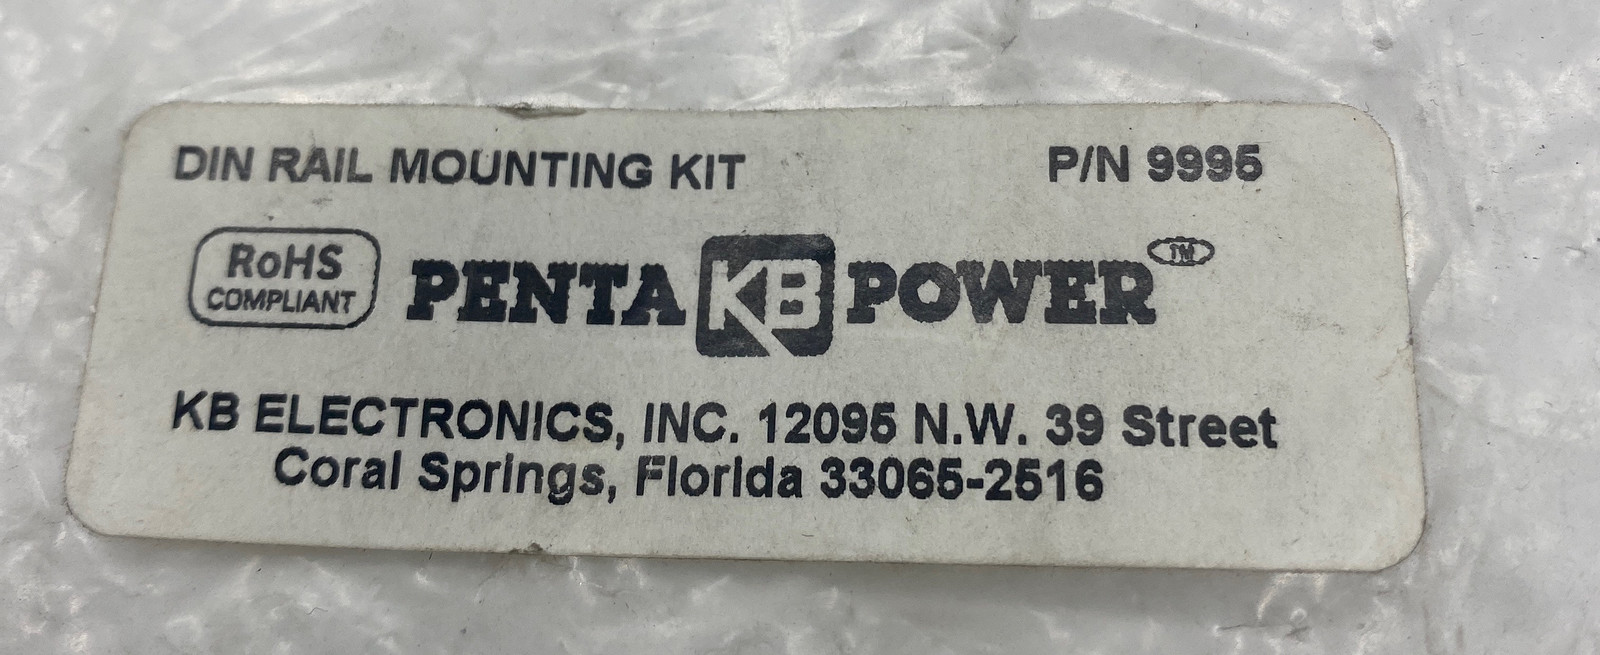 DIN RAIL MOUNTING KIT P/N 9995
RoHS
COMPLIANT
PENTA KB POWER TM
KB ELECTRONICS, INC. 12095 N.W. 39 Street
Coral Springs, Florida 33065-2516